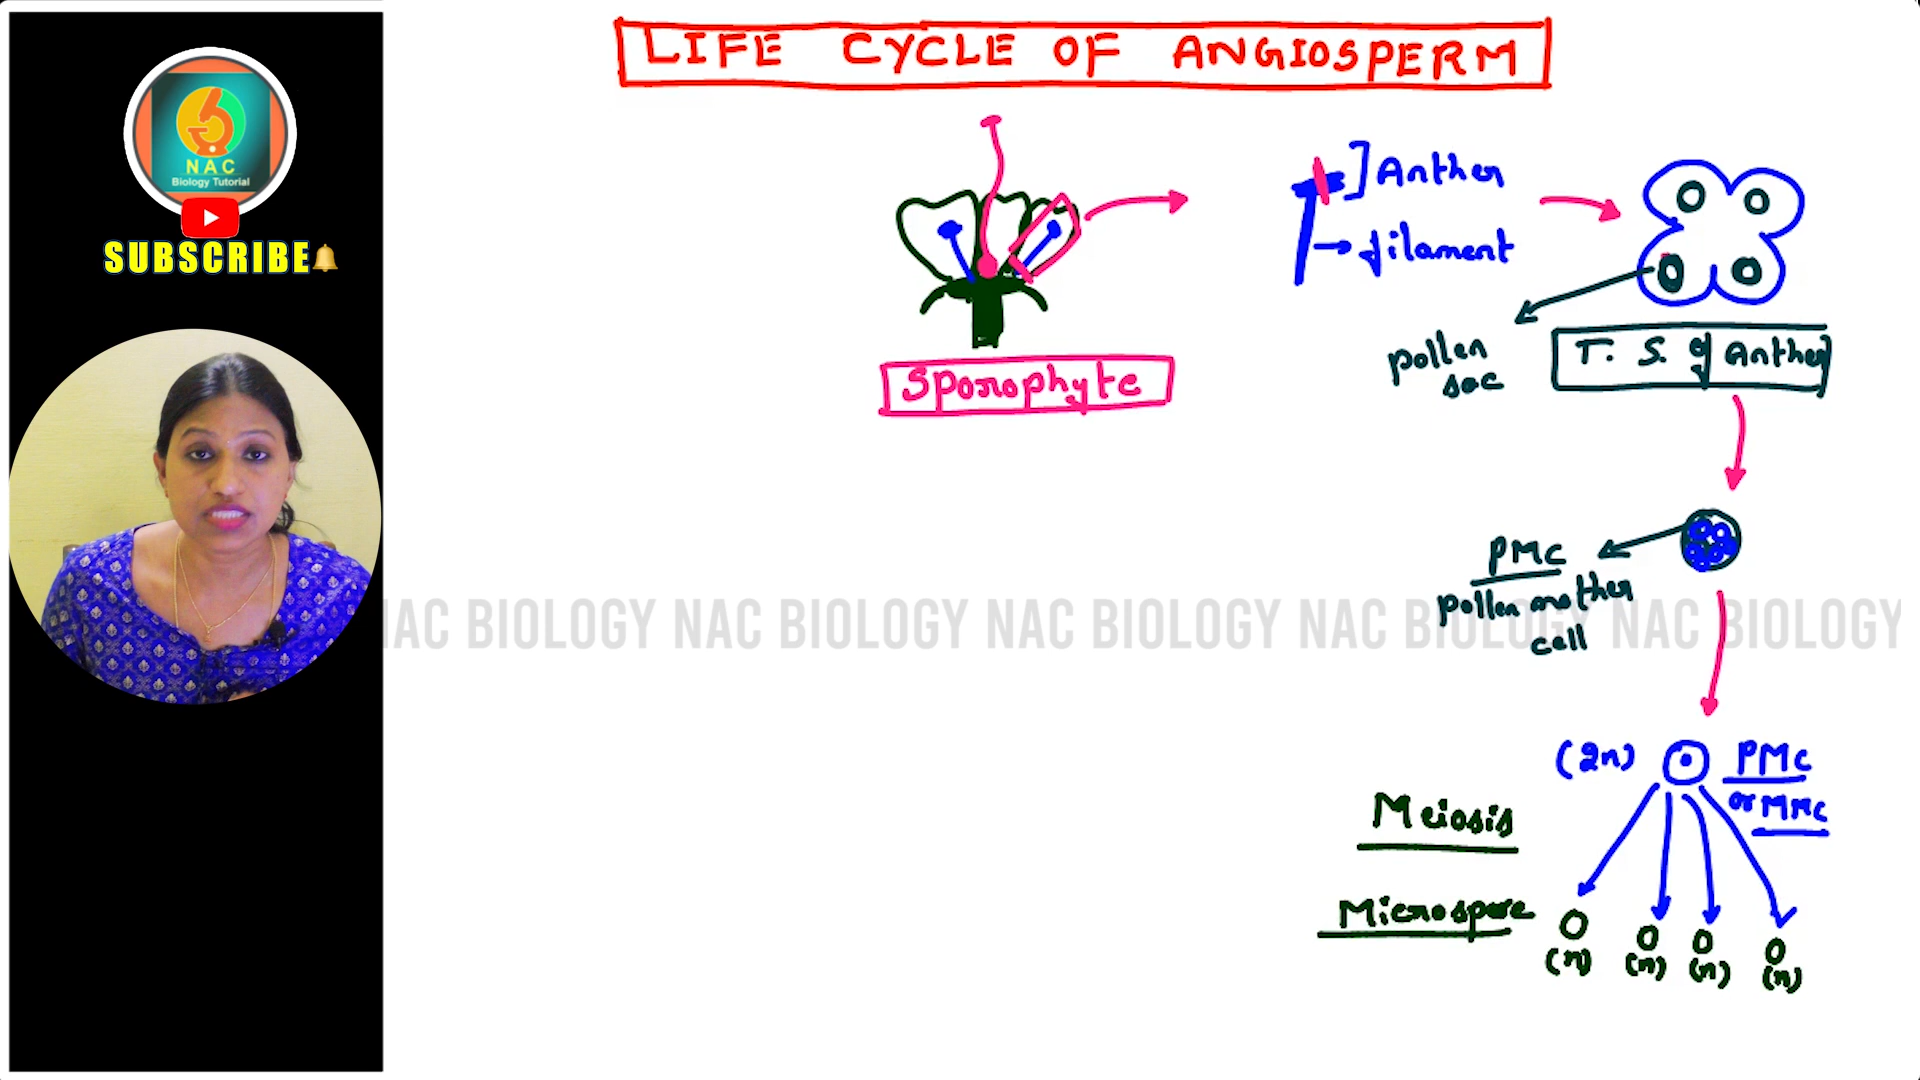 LIFE CYCLE OF ANGIOSPERM
NAC
Biology Tutorial
SUBSCRIBE
Anther
filament
pollen
sac
T. S. of Anther
Sporophyte
PMC
pollen mother
cell
NAC BIOLOGY NAC BIOLOGY NAC BIOLOGY NAC BIOLOGY NAC BIOLOGY
(2n)
PMC
or MMC
Meiosis
Microspore
(n) (n) (n) (n)